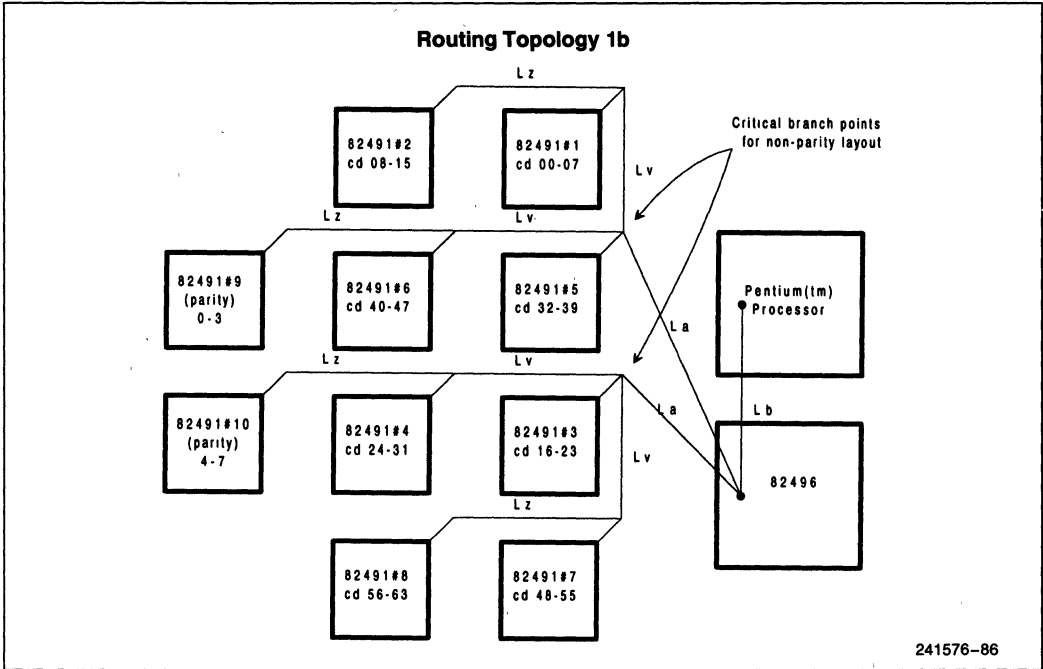 Routing Topology 1b
Lz
82491#2
cd 08-15
82491#1
cd 00-07
Critical branch points
for non-parity layout
Lv
Lz
Lv
82491#9
(parity)
0-3
82491#6
cd 40-47
82491#5
cd 32-39
Pentium(tm)
Processor
La
Lz
Lv
82491#10
(parity)
4-7
82491#4
cd 24-31
82491#3
cd 16-23
La
Lb
Lv
82496
Lz
82491#8
cd 56-63
82491#7
cd 48-55
241576-86